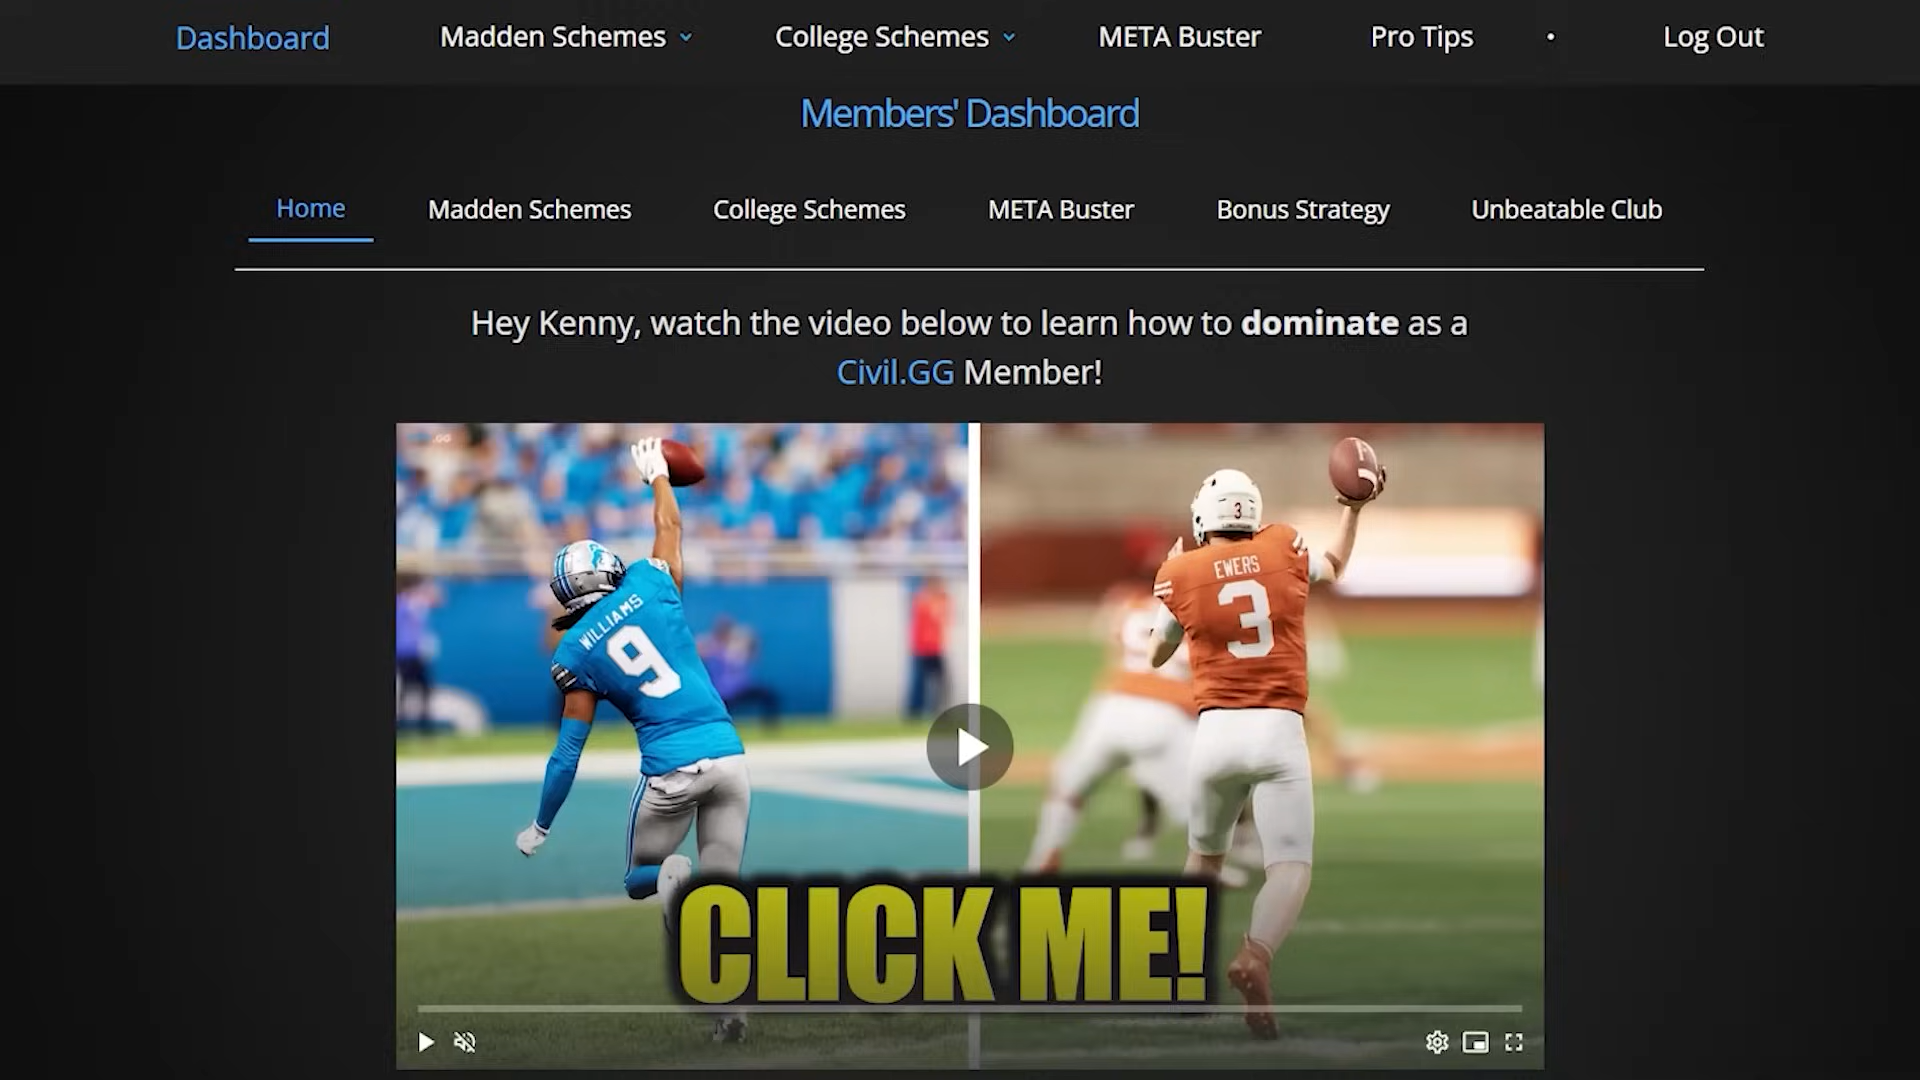 Dashboard
Madden Schemes
College Schemes
META Buster
Pro Tips
Log Out
Members' Dashboard
Home
Madden Schemes
College Schemes
META Buster
Bonus Strategy
Unbeatable Club
Hey Kenny, watch the video below to learn how to dominate as a
Civil.GG Member!
WILLIAMS
9
3
EWERS
3
CLICK ME!